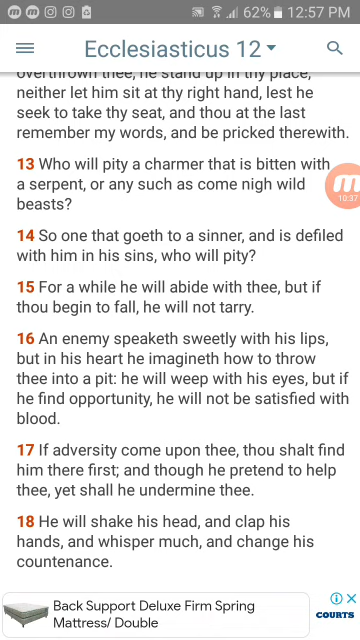 62% 12:57 PM
Ecclesiasticus 12
overthrown thee, he stand up in thy place,
neither let him sit at thy right hand, lest he
seek to take thy seat, and thou at the last
remember my words, and be pricked therewith.
13 Who will pity a charmer that is bitten with
a serpent, or any such as come nigh wild
beasts?
10:37
14 So one that goeth to a sinner, and is defiled
with him in his sins, who will pity?
15 For a while he will abide with thee, but if
thou begin to fall, he will not tarry.
16 An enemy speaketh sweetly with his lips,
but in his heart he imagineth how to throw
thee into a pit: he will weep with his eyes, but if
he find opportunity, he will not be satisfied with
blood.
17 If adversity come upon thee, thou shalt find
him there first; and though he pretend to help
thee, yet shall he undermine thee.
18 He will shake his head, and clap his
hands, and whisper much, and change his
countenance.
Back Support Deluxe Firm Spring
Mattress/ Double
COURTS